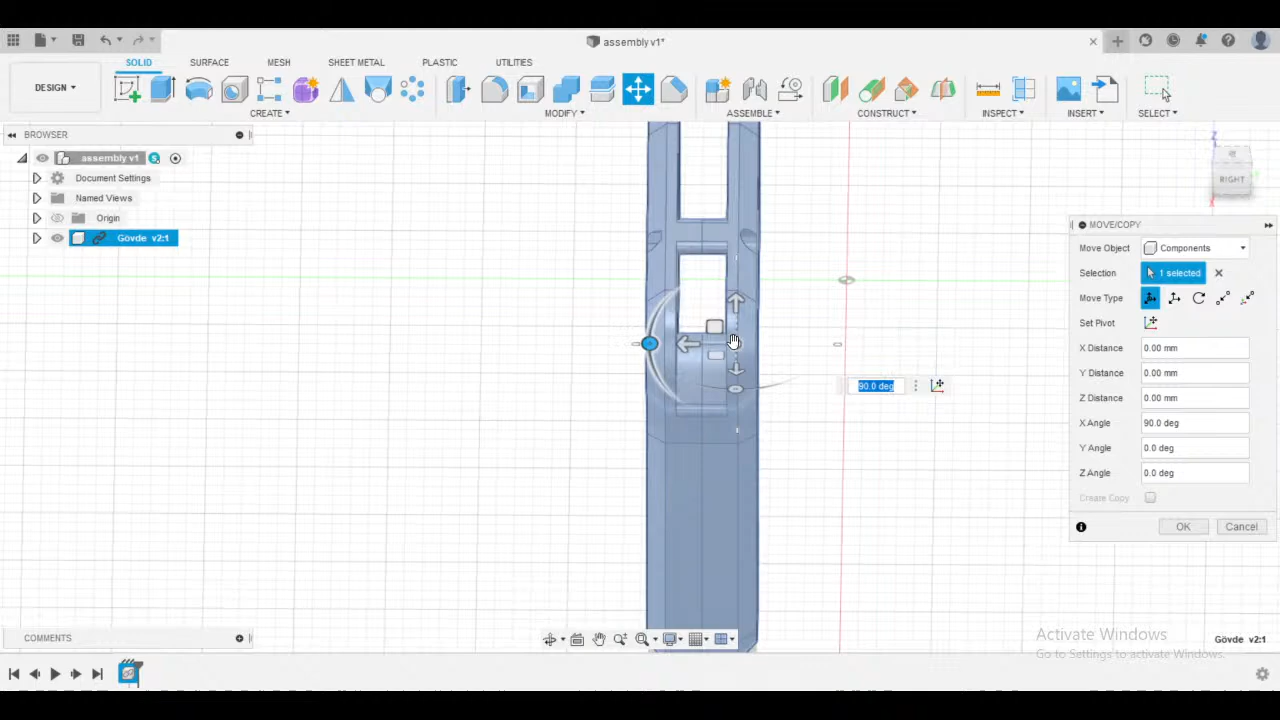 assembly v1*
SOLID SURFACE MESH SHEET METAL PLASTIC UTILITIES
DESIGN
CREATE MODIFY ASSEMBLE CONSTRUCT INSPECT INSERT SELECT
BROWSER
assembly v1
S
Document Settings
Named Views
Origin
Gövde v2:1
Z
RIGHT
MOVE/COPY
Move Object Components
Selection 1 selected
Move Type
Set Pivot
X Distance 0.00 mm
Y Distance 0.00 mm
Z Distance 0.00 mm
90.0 deg
X Angle 90.0 deg
Y Angle 0.0 deg
Z Angle 0.0 deg
Create Copy
OK Cancel
COMMENTS
Activate Windows
Go to Settings to activate Windows.
Gövde v2:1